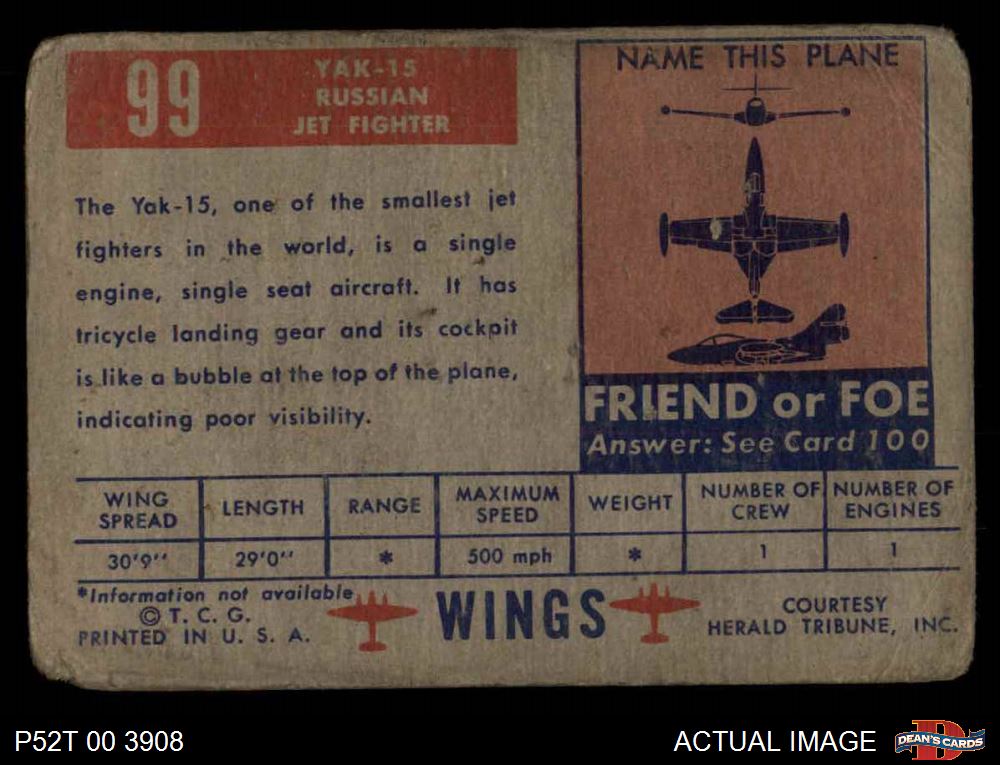 99
YAK-15
RUSSIAN
JET FIGHTER
The Yak-15, one of the smallest jet
fighters in the world, is a single
engine, single seat aircraft. It has
tricycle landing gear and its cockpit
is like a bubble at the top of the plane,
indicating poor visibility.
NAME THIS PLANE
FRIEND or FOE
Answer: See Card 100
WING SPREAD
LENGTH
RANGE
MAXIMUM SPEED
WEIGHT
NUMBER OF CREW
NUMBER OF ENGINES
30'9''
29'0''
*
500 mph
*
1
1
*Information not available
© T. C. G.
PRINTED IN U. S. A.
WINGS
COURTESY
HERALD TRIBUNE, INC.
P52T 00 3908
ACTUAL IMAGE
DEAN'S CARDS